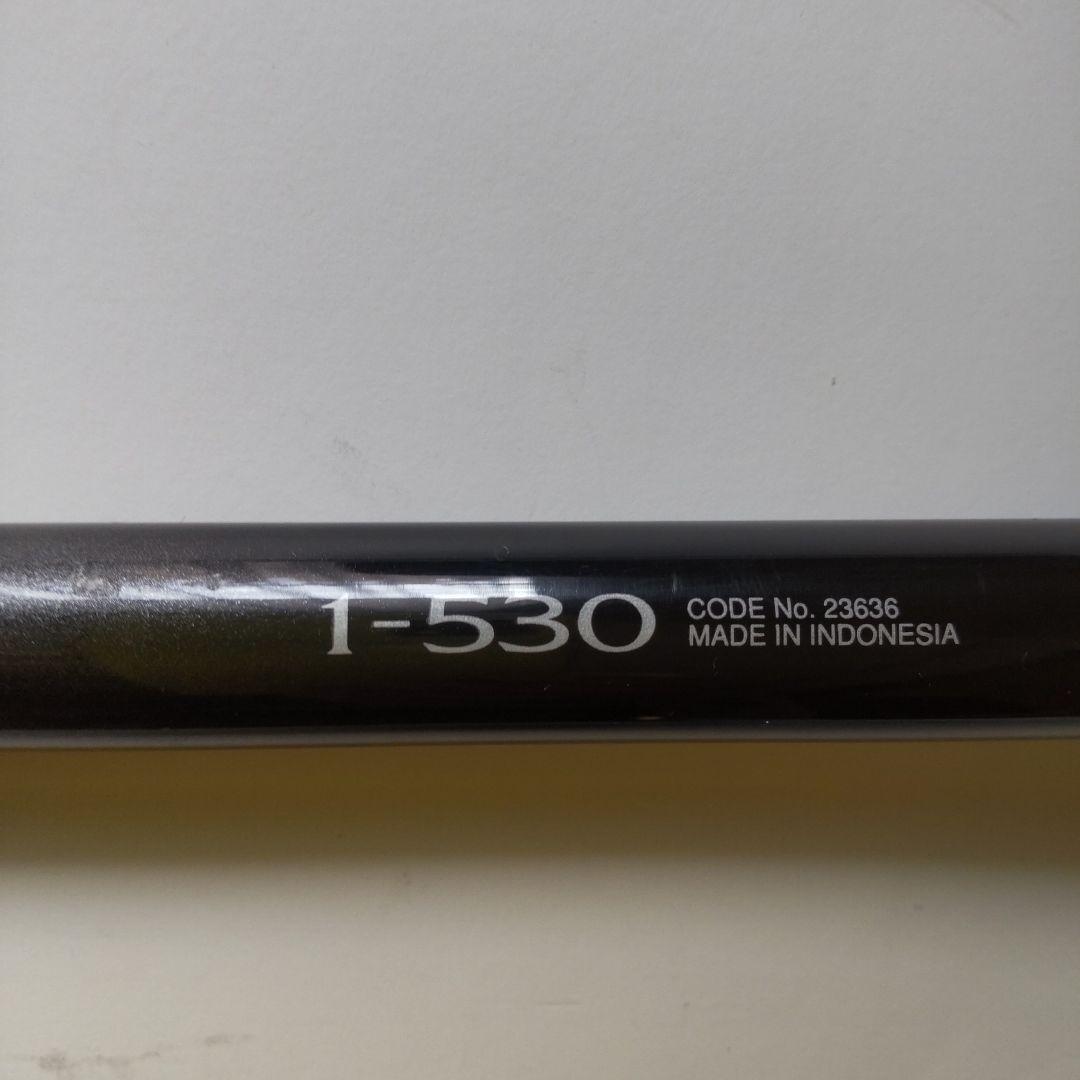 1-530
CODE No. 23636
MADE IN INDONESIA